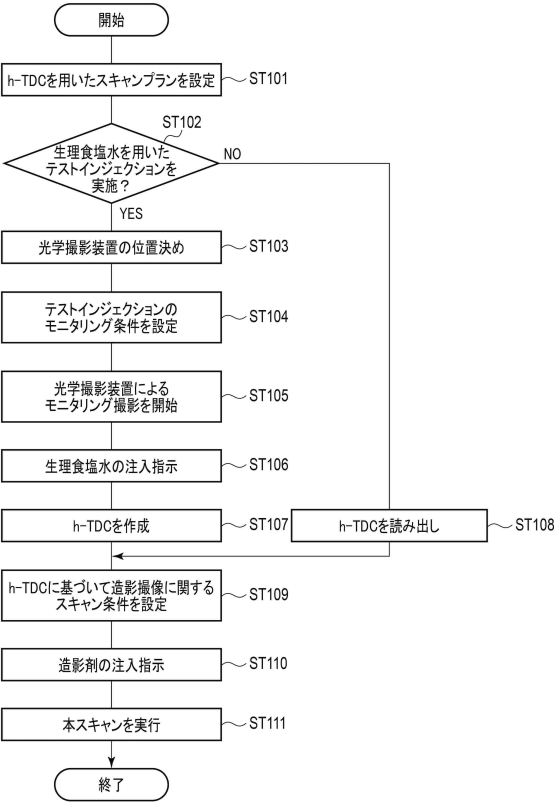 開始
h-TDCを用いたスキャンプランを設定
ST101
ST102
生理食塩水を用いた
テストインジェクションを
実施？
NO
YES
光学撮影装置の位置決め
ST103
テストインジェクションの
モニタリング条件を設定
ST104
光学撮影装置による
モニタリング撮影を開始
ST105
生理食塩水の注入指示
ST106
h-TDCを作成
ST107
h-TDCを読み出し
ST108
h-TDCに基づいて造影撮像に関する
スキャン条件を設定
ST109
造影剤の注入指示
ST110
本スキャンを実行
ST111
終了